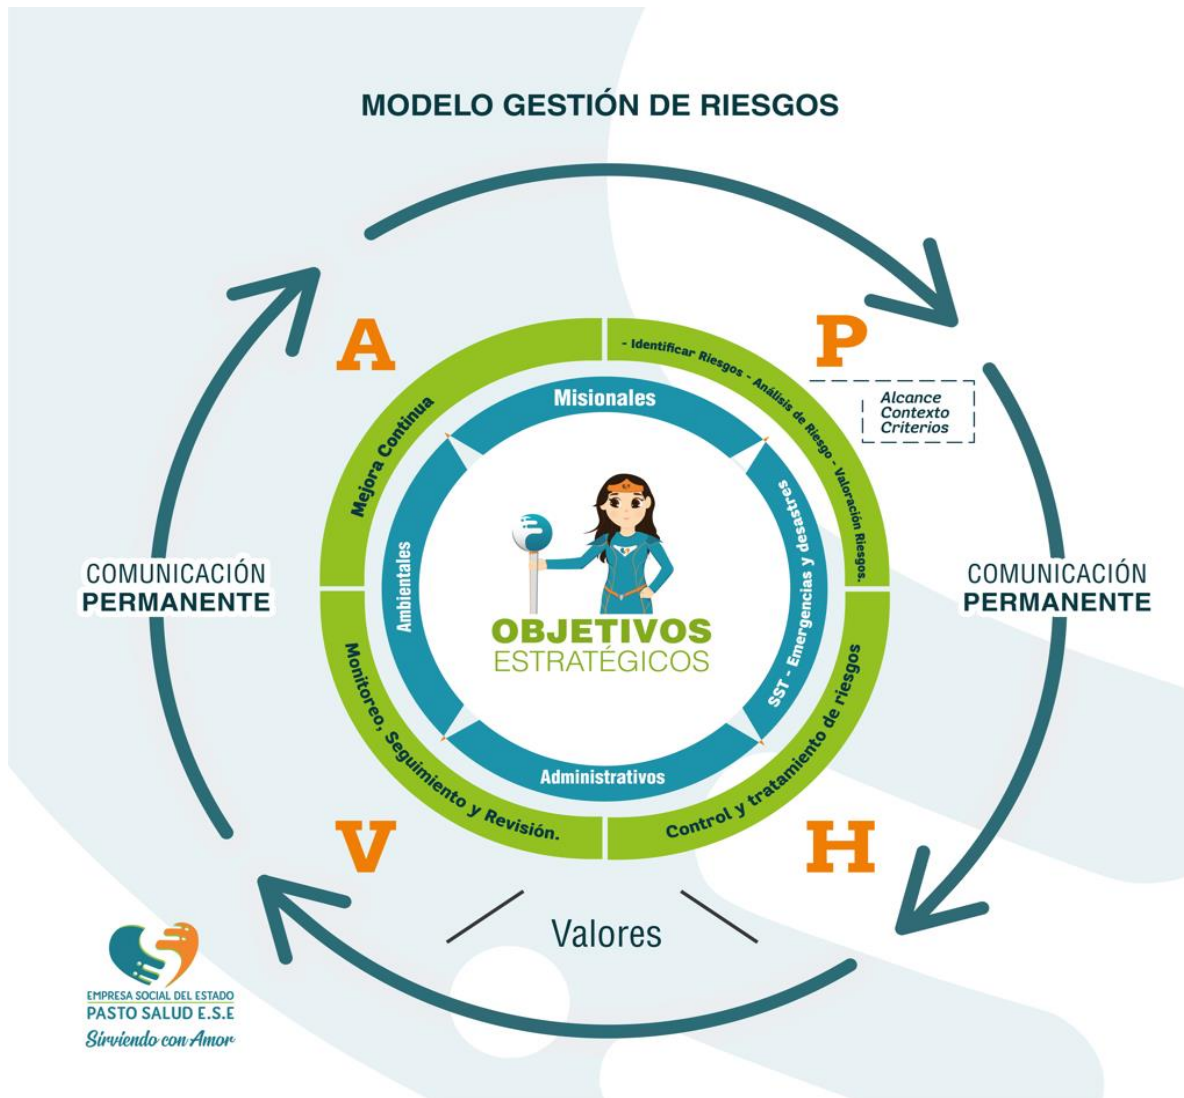 MODELO GESTIÓN DE RIESGOS
A
P
- Identificar Riesgos - Análisis de Riesgo - Valoración Riesgos.
Alcance
Contexto
Criterios
Misionales
Mejora Continua
SST - Emergencias y desastres
Ambientales
COMUNICACIÓN
PERMANENTE
COMUNICACIÓN
PERMANENTE
OBJETIVOS
ESTRATÉGICOS
Monitoreo, Seguimiento y Revisión.
Control y tratamiento de riesgos
Administrativos
V
H
Valores
EMPRESA SOCIAL DEL ESTADO
PASTO SALUD E.S.E
Sirviendo con Amor